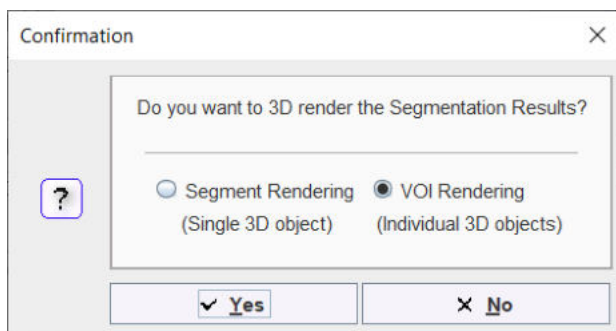 Confirmation
Do you want to 3D render the Segmentation Results?
Segment Rendering
(Single 3D object)
VOI Rendering
(Individual 3D objects)
?
Yes
No